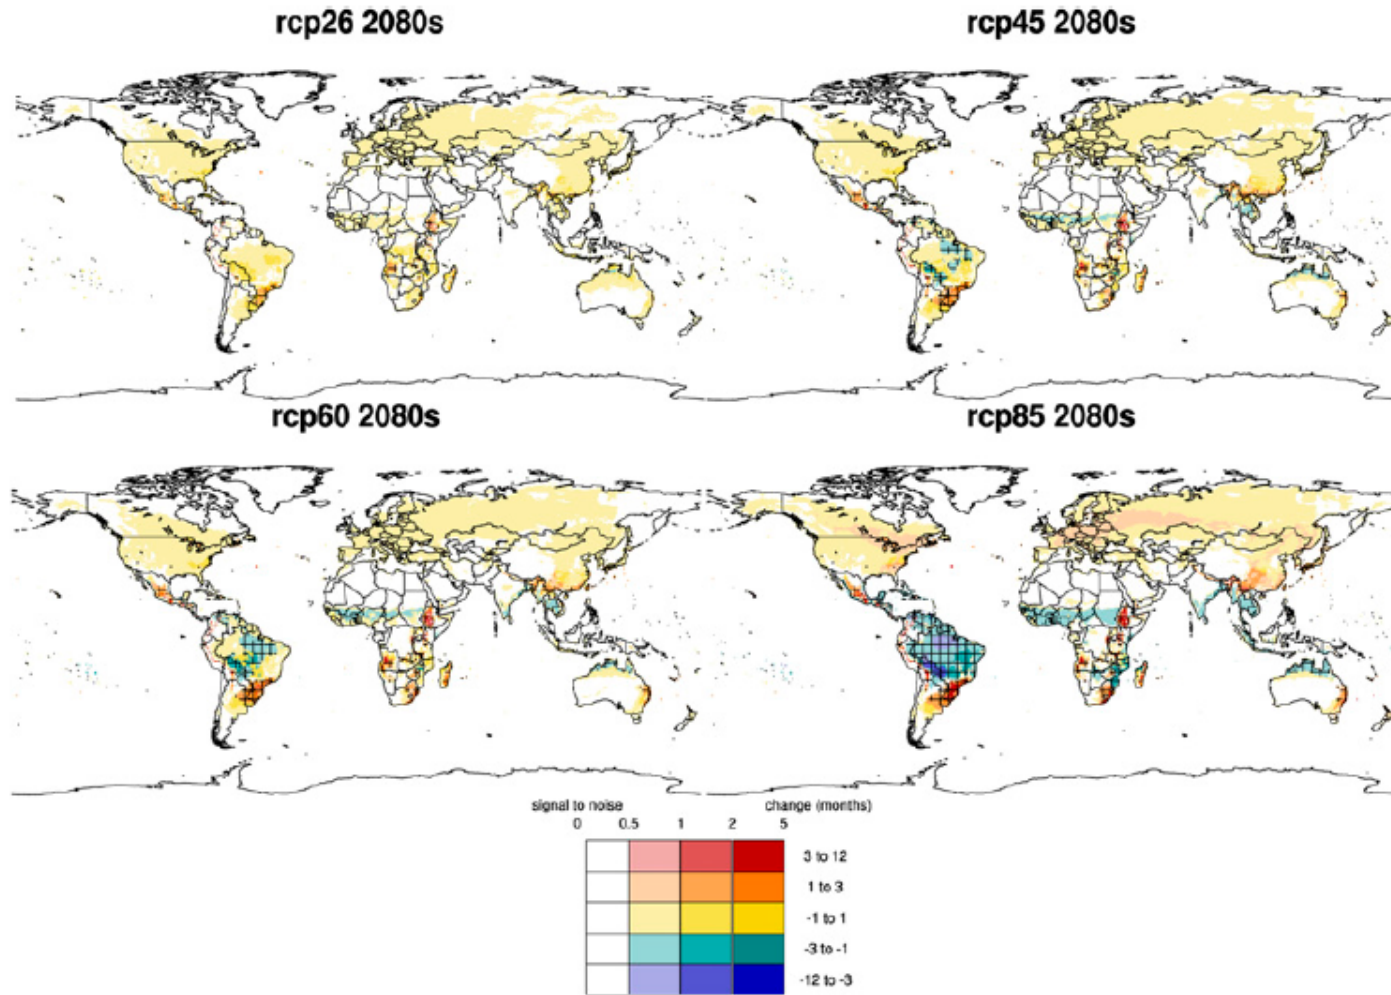 rcp26 2080s
rcp45 2080s
rcp60 2080s
rcp85 2080s
signal to noise change (months)
0 0.5 1 2 5
3 to 12
1 to 3
-1 to 1
-3 to -1
-12 to -3